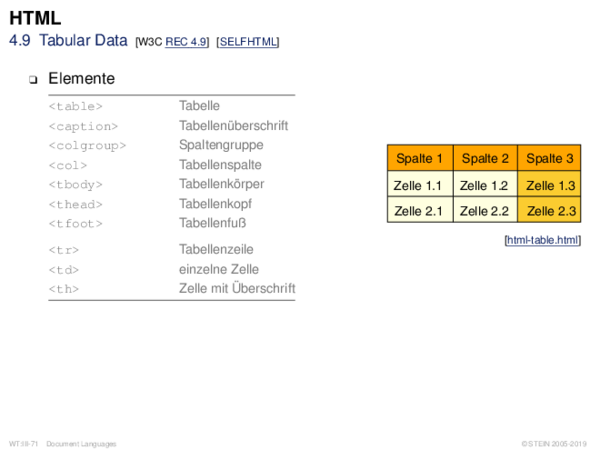 HTML
4.9 Tabular Data [W3C REC 4.9] [SELFHTML]
❑ Elemente
<table> Tabelle
<caption> Tabellenüberschrift
<colgroup> Spaltengruppe
<col> Tabellenspalte
<tbody> Tabellenkörper
<thead> Tabellenkopf
<tfoot> Tabellenfuß
<tr> Tabellenzeile
<td> einzelne Zelle
<th> Zelle mit Überschrift
Spalte 1 Spalte 2 Spalte 3
Zelle 1.1 Zelle 1.2 Zelle 1.3
Zelle 2.1 Zelle 2.2 Zelle 2.3
[html-table.html]
WT:II-71 Document Languages
© STEIN 2005-2019